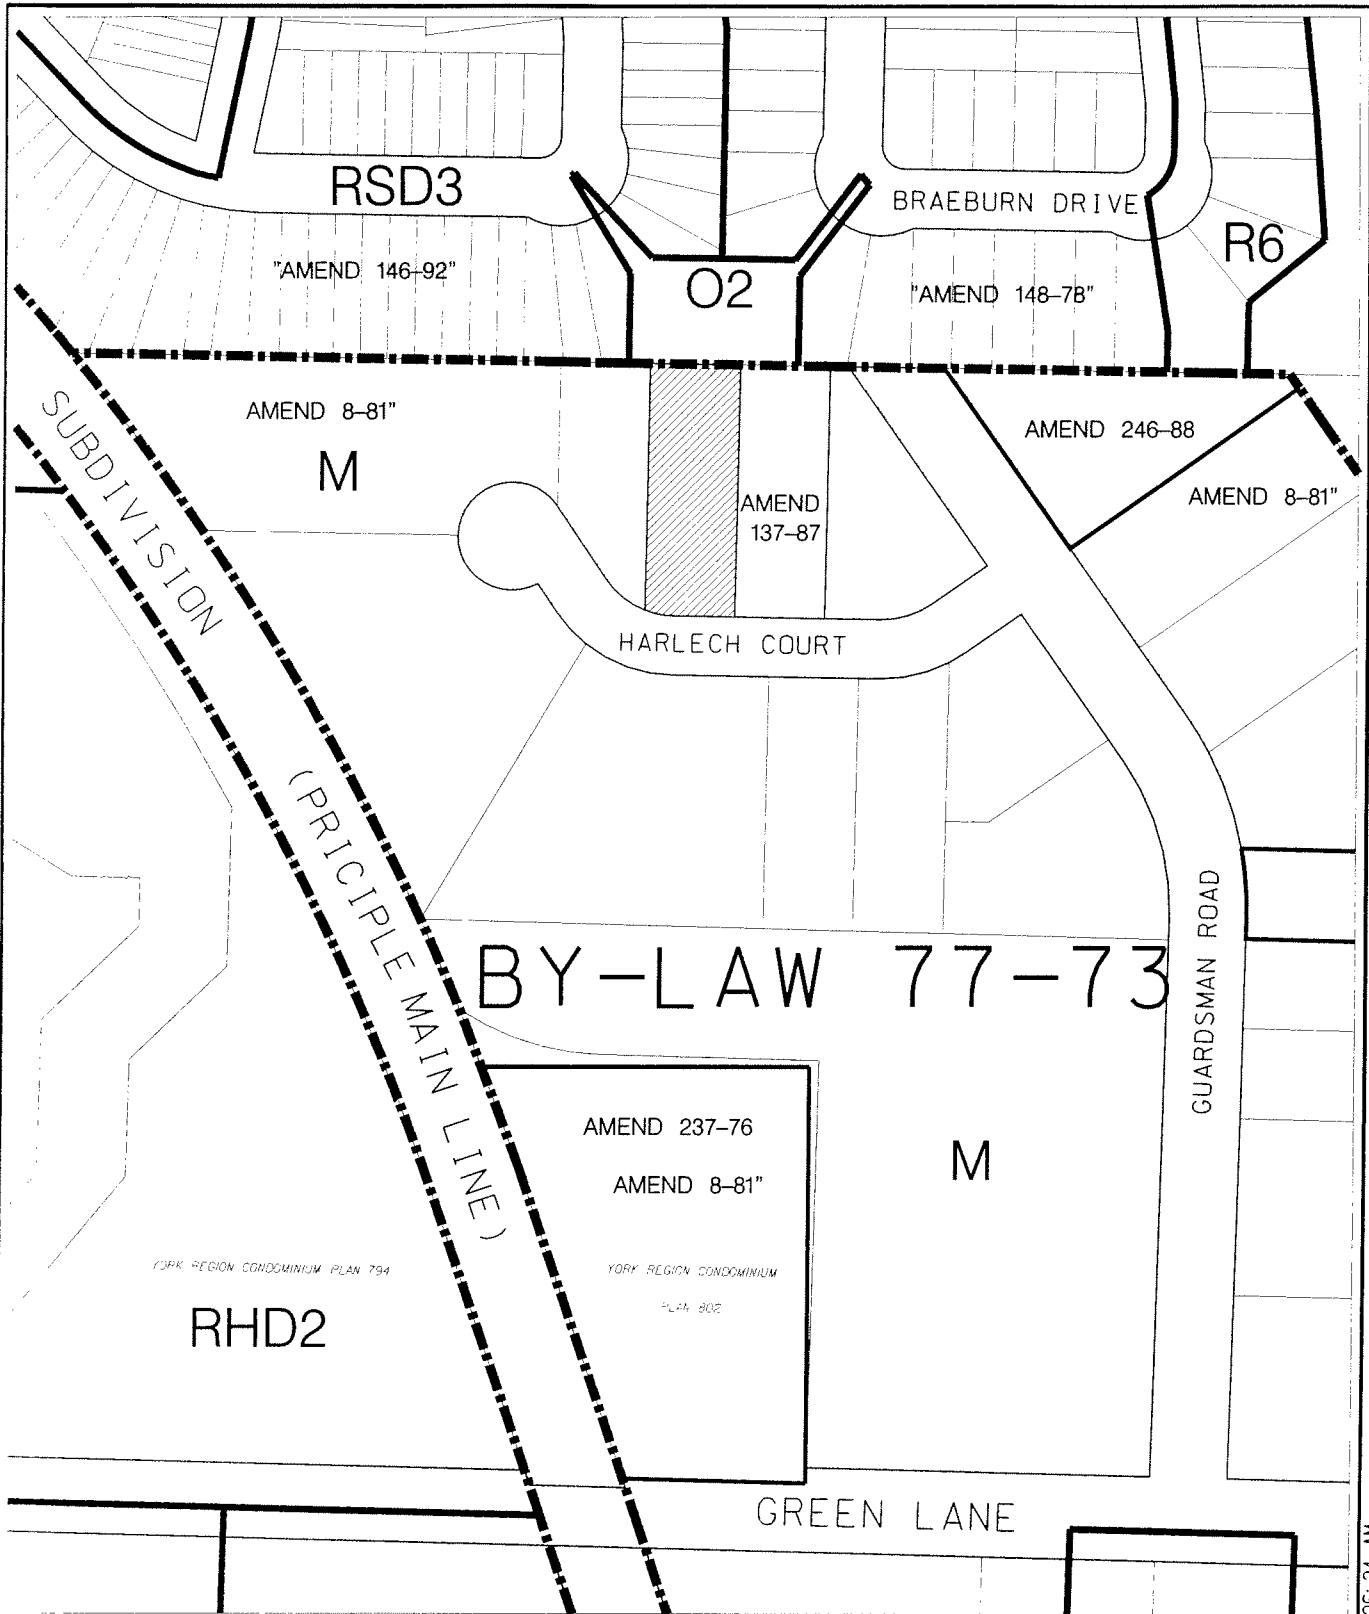 RSD3
BRAEBURN DRIVE
R6
"AMEND 146-92"
O2
"AMEND 148-78"
AMEND 8-81"
M
AMEND 246-88
AMEND 8-81"
AMEND
137-87
SUBDIVISION
HARLECH COURT
(PRICIPLE MAIN LINE)
BY-LAW 77-73
GUARDSMAN ROAD
AMEND 237-76
AMEND 8-81"
M
YORK REGION CONDOMINIUM PLAN 794
RHD2
YORK REGION CONDOMINIUM
PLAN 802
GREEN LANE